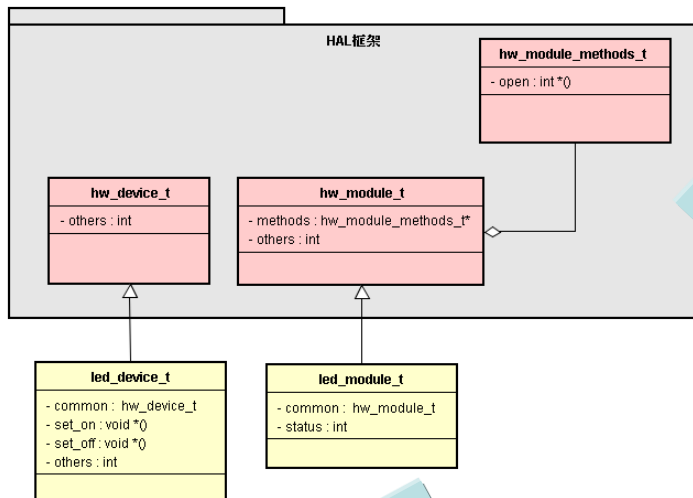 HAL框架
hw_module_methods_t
- open : int *()
hw_device_t
- others : int
hw_module_t
- methods : hw_module_methods_t*
- others : int
led_device_t
- common : hw_device_t
- set_on : void *()
- set_off : void *()
- others : int
led_module_t
- common : hw_module_t
- status : int